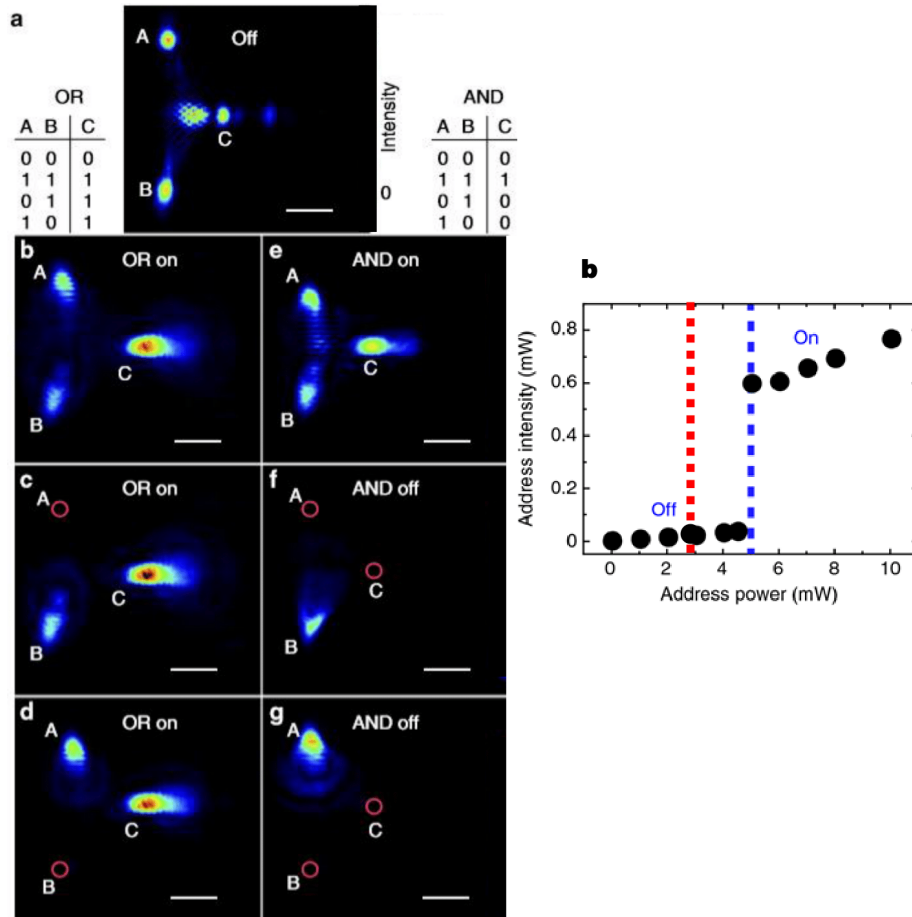 a
A
Off
C
B
Intensity
0
OR
A B C
0 0 0
1 1 1
0 1 1
1 0 1
AND
A B C
0 0 0
1 1 1
0 1 0
1 0 0
b
OR on
A
C
B
e
AND on
A
C
B
c
OR on
A
C
B
f
AND off
A
C
B
d
OR on
A
C
B
g
AND off
A
C
B
b
Address intensity (mW)
0.8
0.6
0.4
0.2
0
On
Off
0 2 4 6 8 10
Address power (mW)